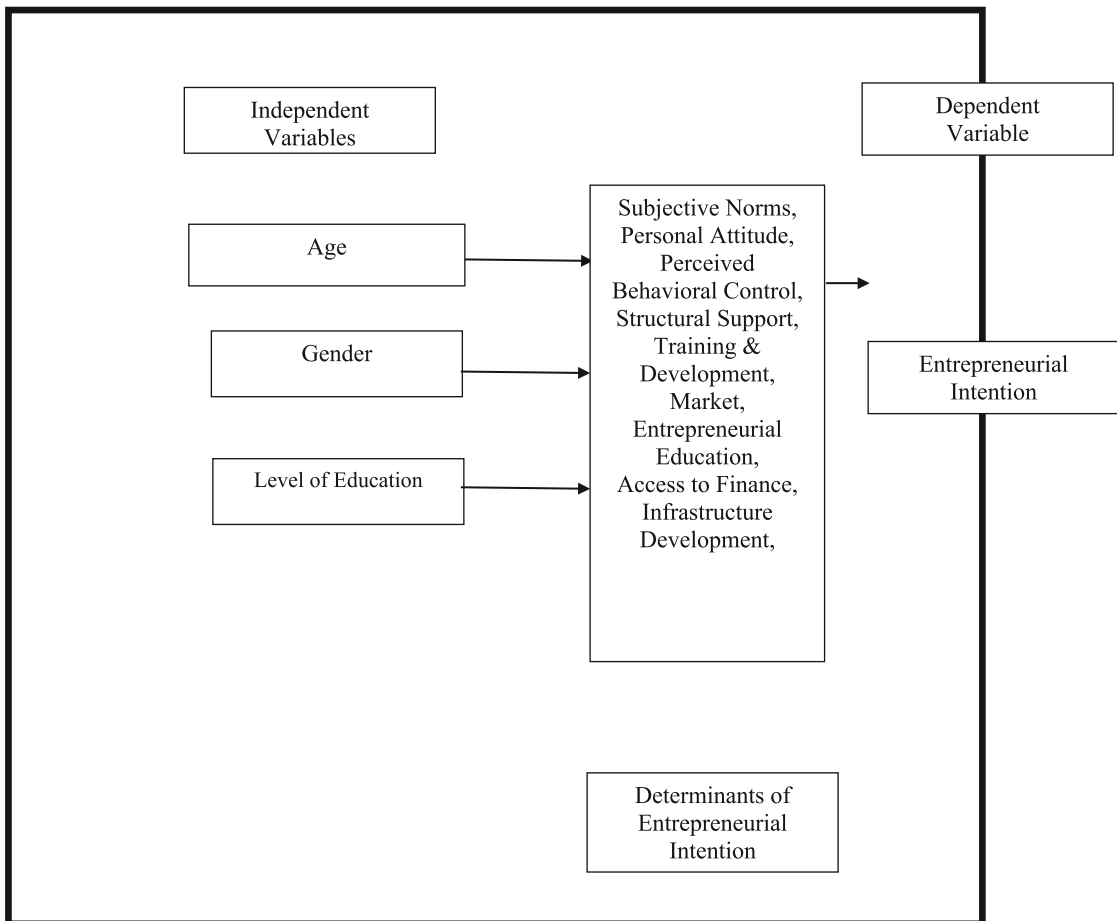 Independent
Variables
Dependent
Variable
Age
Gender
Level of Education
Subjective Norms,
Personal Attitude,
Perceived
Behavioral Control,
Structural Support,
Training &
Development,
Market,
Entrepreneurial
Education,
Access to Finance,
Infrastructure
Development,
Entrepreneurial
Intention
Determinants of
Entrepreneurial
Intention